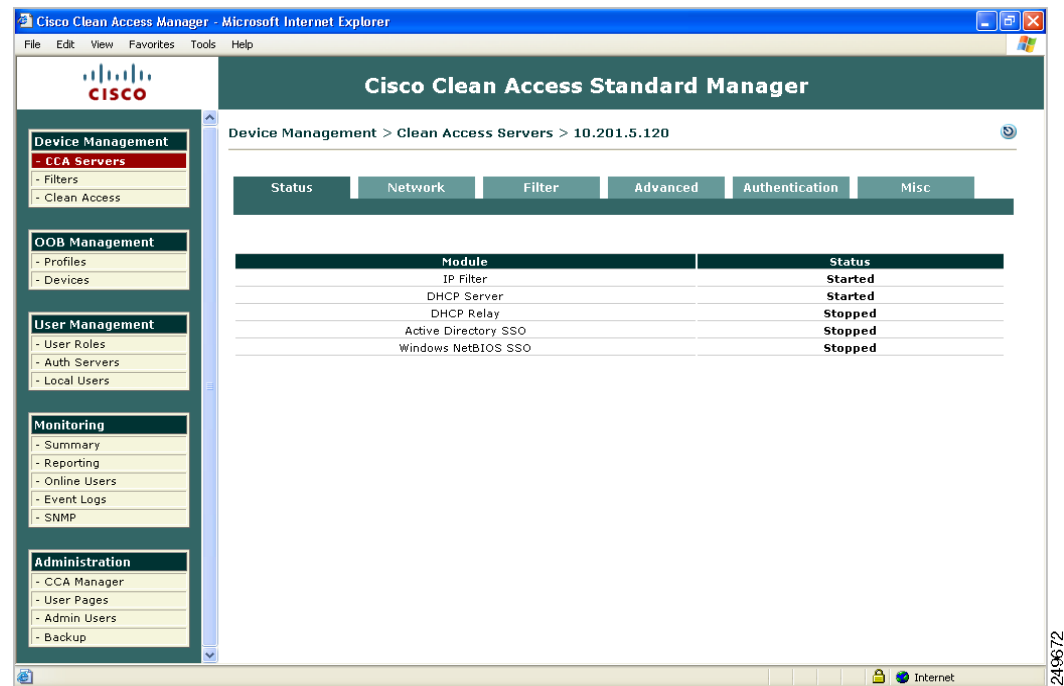 Cisco Clean Access Manager - Microsoft Internet Explorer
File Edit View Favorites Tools Help
CISCO
Cisco Clean Access Standard Manager
Device Management > Clean Access Servers > 10.201.5.120
Device Management
- CCA Servers
- Filters
- Clean Access
OOB Management
- Profiles
- Devices
User Management
- User Roles
- Auth Servers
- Local Users
Monitoring
- Summary
- Reporting
- Online Users
- Event Logs
- SNMP
Administration
- CCA Manager
- User Pages
- Admin Users
- Backup
Status Network Filter Advanced Authentication Misc
Module Status
IP Filter Started
DHCP Server Started
DHCP Relay Stopped
Active Directory SSO Stopped
Windows NetBIOS SSO Stopped
Internet
249672